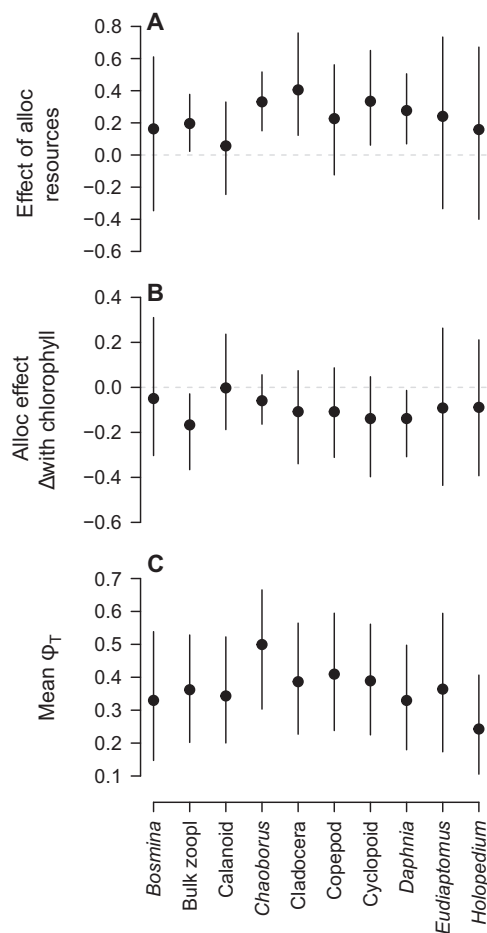 A
Effect of alloc
resources
0.8
0.6
0.4
0.2
0.0
−0.2
−0.4
−0.6
B
Alloc effect
Δwith chlorophyll
0.4
0.2
0.0
−0.2
−0.4
−0.6
C
Mean φT
0.7
0.6
0.5
0.4
0.3
0.2
0.1
Bosmina
Bulk zoopl
Calanoid
Chaoborus
Cladocera
Copepod
Cyclopoid
Daphnia
Eudiaptomus
Holopedium